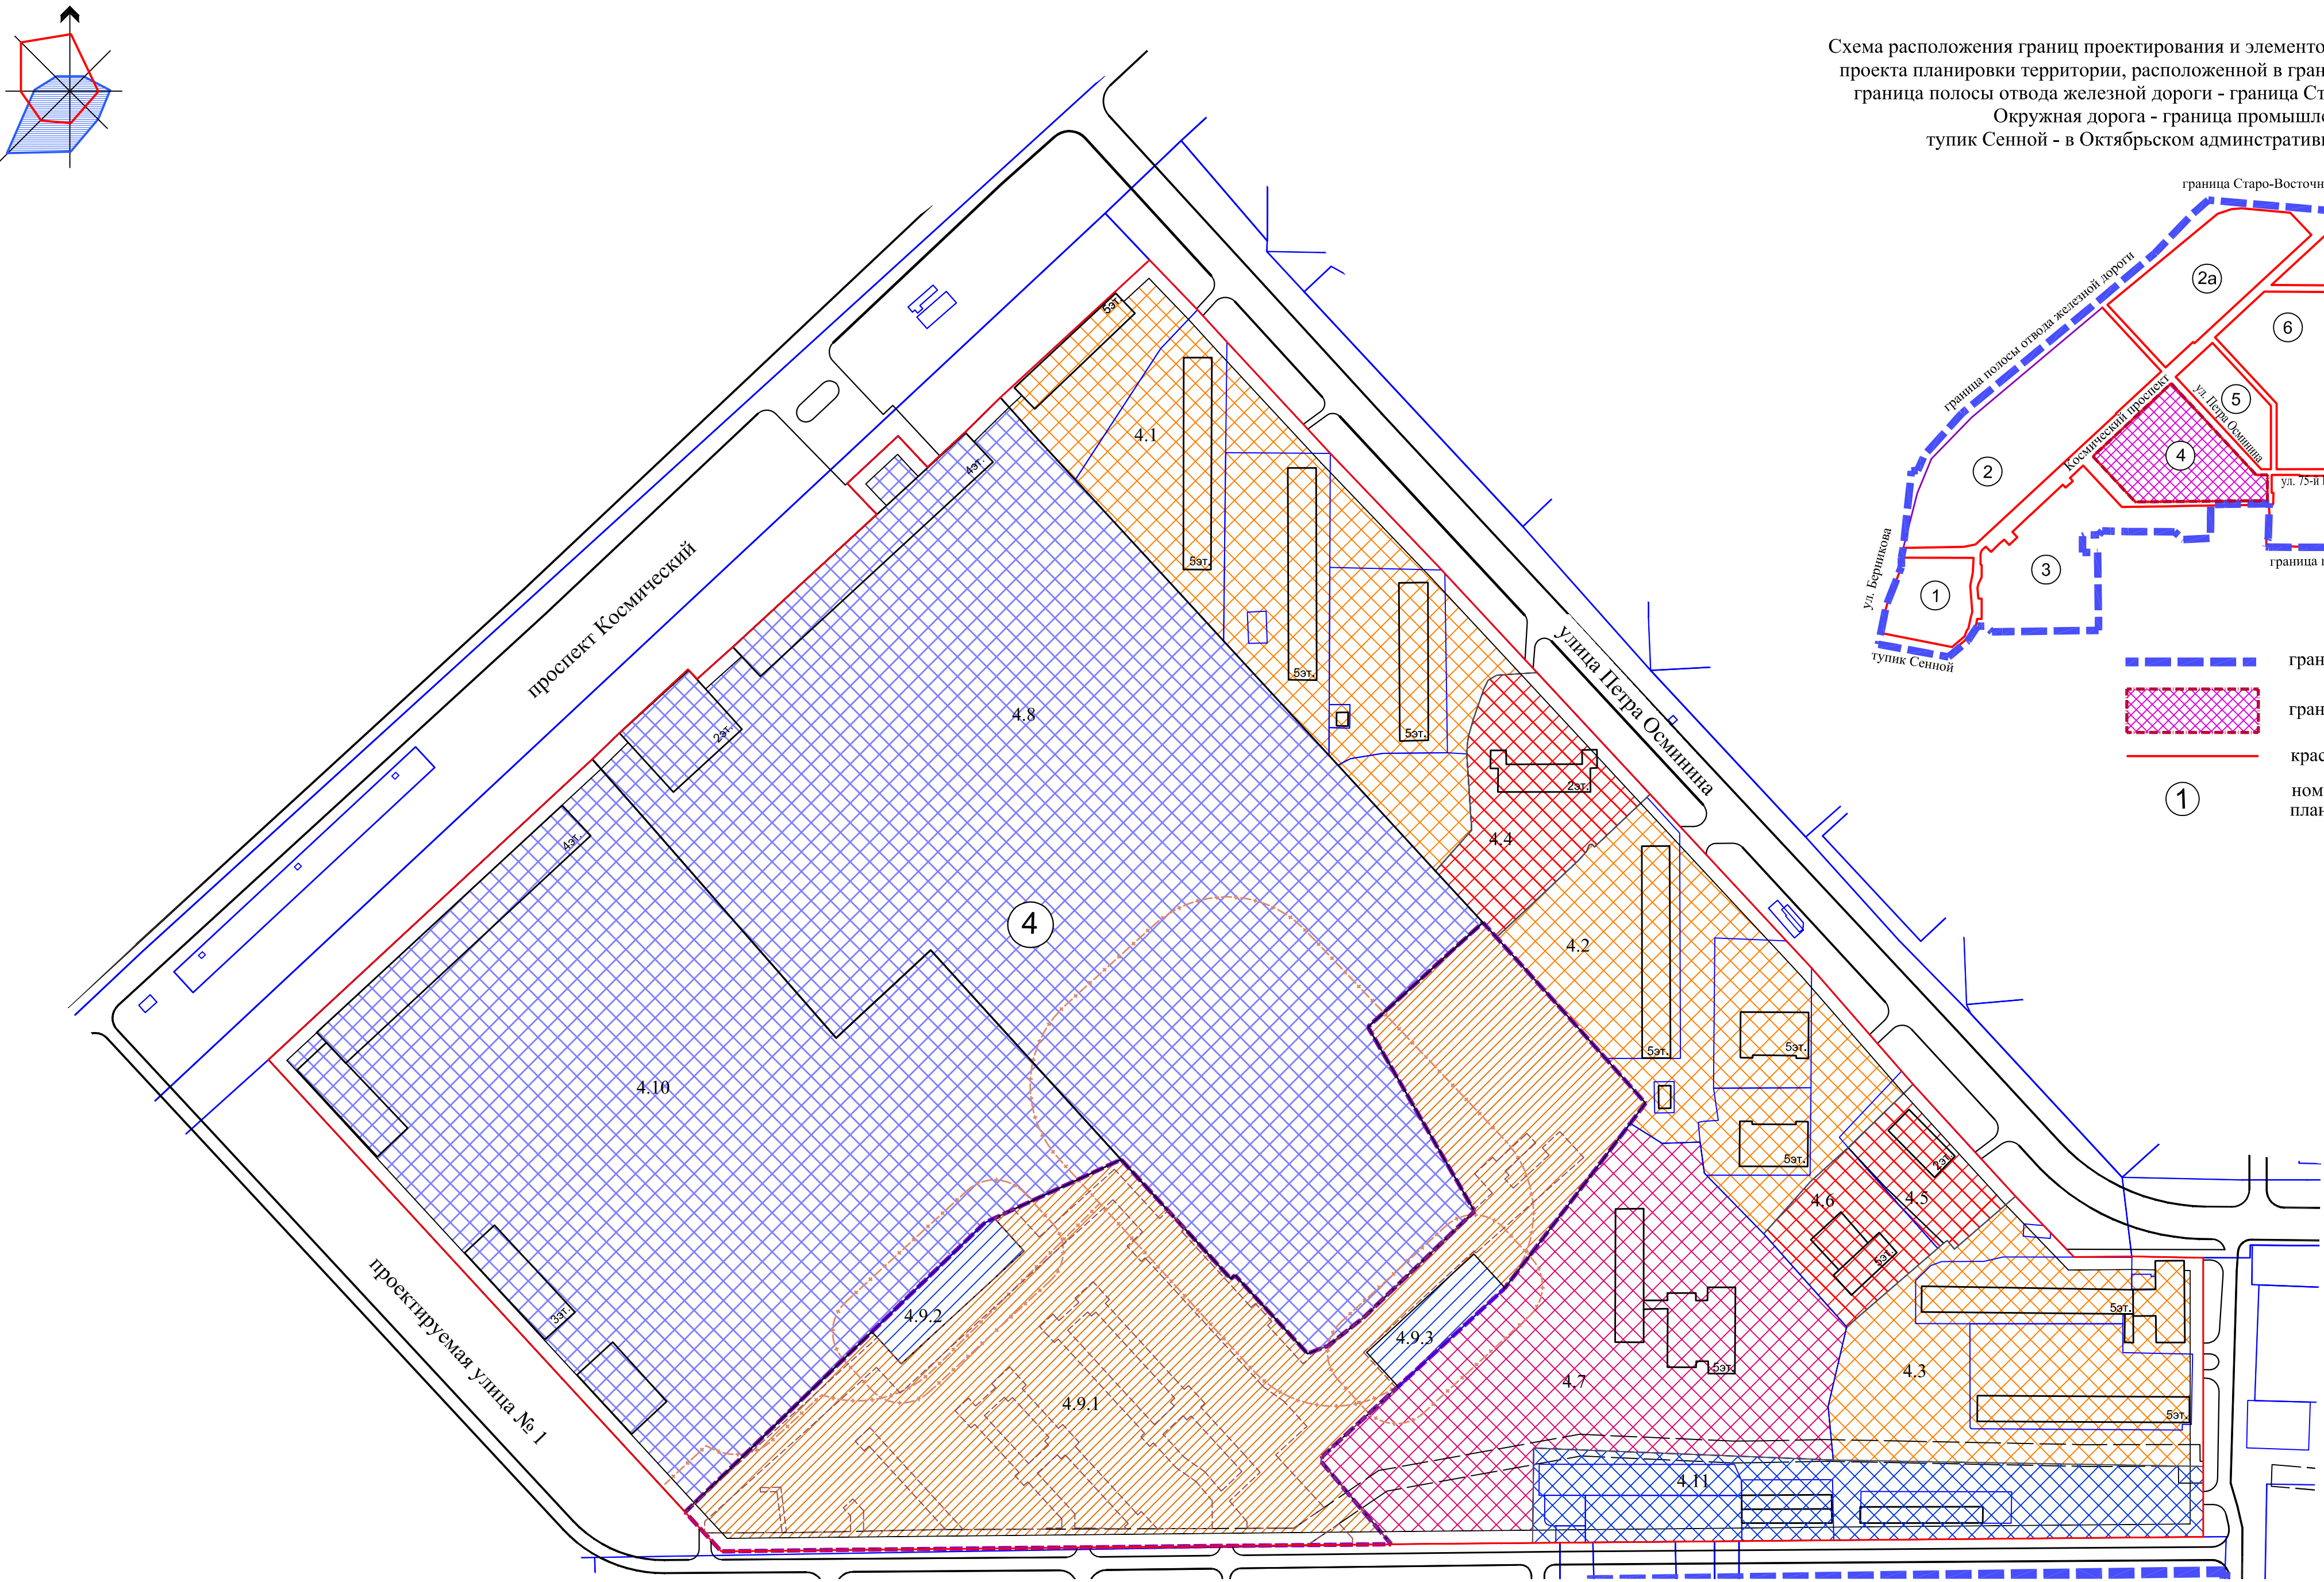 Схема расположения границ проектирования и элементо
проекта планировки территории, расположенной в гран
граница полосы отвода железной дороги - граница Ст
Окружная дорога - граница промышле
тупик Сенной - в Октябрьском админстратив
граница Старо-Восточн
граница полосы отвода железной дороги
2а
6
5
Космический проспект
ул. Петра Осминина
4
2
ул. 75-й
ул. Берникова
3
граница
1
тупик Сенной
гран
гран
крас
1
ном
план
5эт.
4.1
4эт.
5эт.
проспект Космический
5эт.
улица Петра Осминина
4.8
2эт.
5эт.
2эт.
4эт.
4.4
4
4.2
5эт.
5эт.
4.10
5эт.
2эт.
4.6
4.5
5эт.
проектируемая улица № 1
3эт.
4.9.2
4.9.3
5эт.
5эт.
4.7
4.3
4.9.1
5эт.
4.11